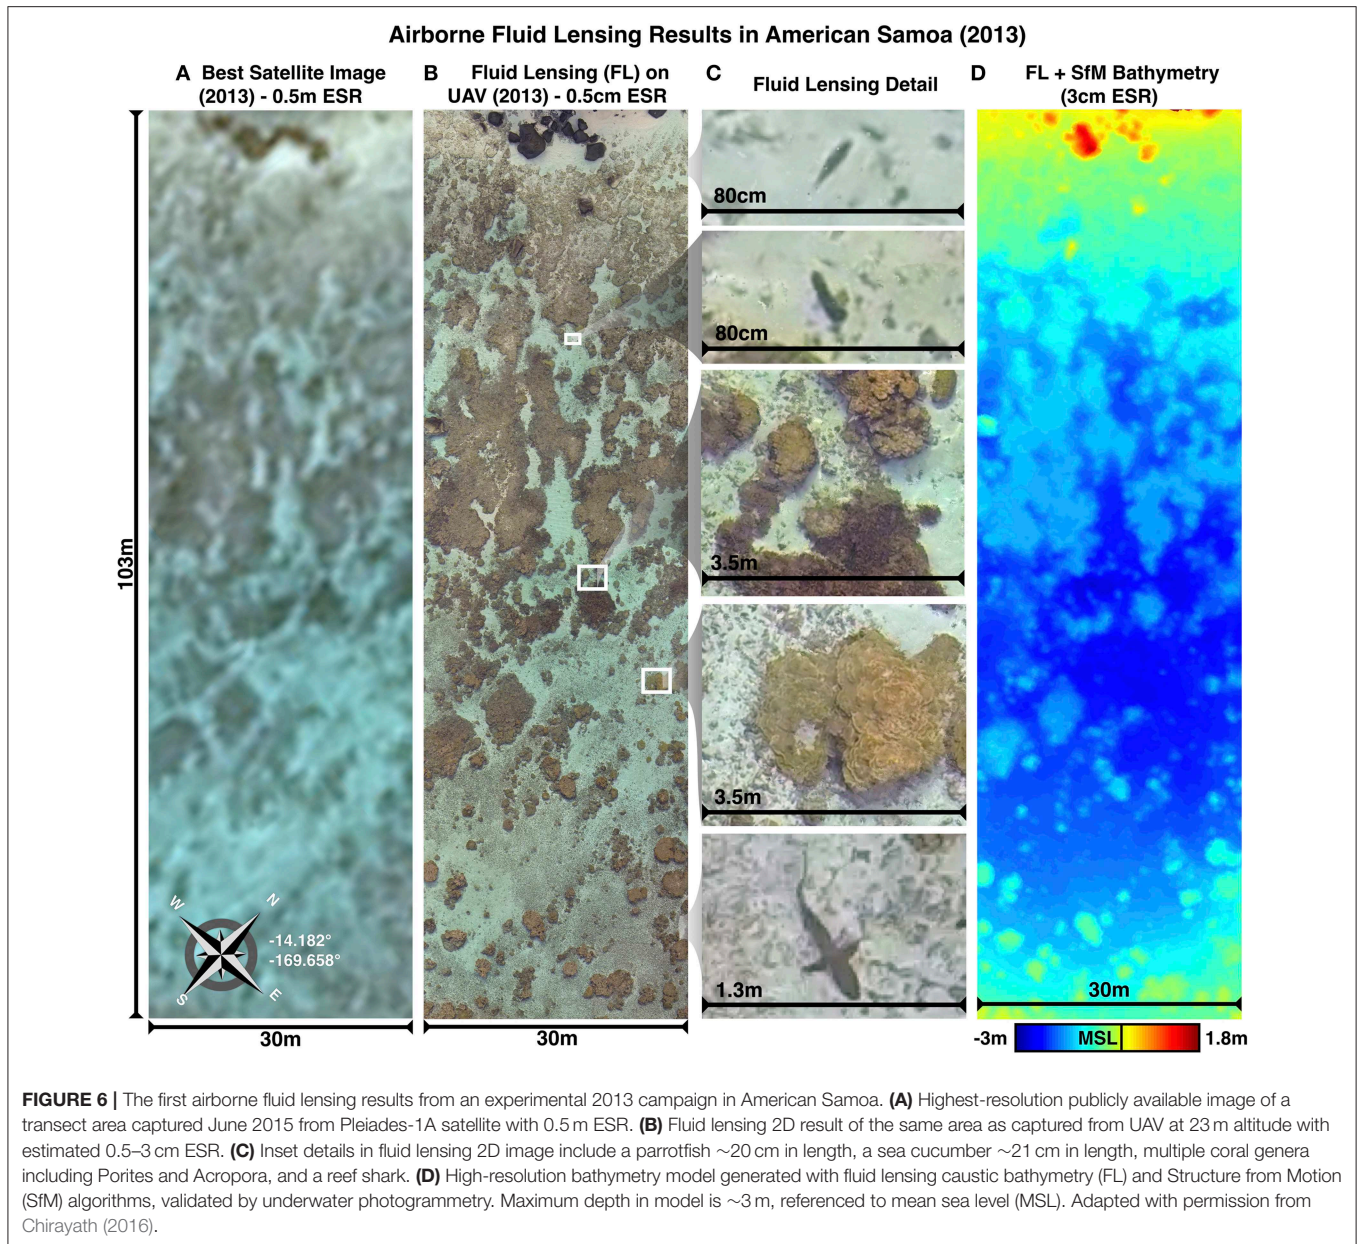 Airborne Fluid Lensing Results in American Samoa (2013)
A Best Satellite Image
(2013) - 0.5m ESR
B Fluid Lensing (FL) on
UAV (2013) - 0.5cm ESR
C
Fluid Lensing Detail
D FL + SfM Bathymetry
(3cm ESR)
103m
W
N
S
E
-14.182°
-169.658°
30m
30m
80cm
80cm
3.5m
3.5m
1.3m
30m
-3m
MSL
1.8m
FIGURE 6 | The first airborne fluid lensing results from an experimental 2013 campaign in American Samoa. (A) Highest-resolution publicly available image of a
transect area captured June 2015 from Pleiades-1A satellite with 0.5 m ESR. (B) Fluid lensing 2D result of the same area as captured from UAV at 23 m altitude with
estimated 0.5–3 cm ESR. (C) Inset details in fluid lensing 2D image include a parrotfish ∼20 cm in length, a sea cucumber ∼21 cm in length, multiple coral genera
including Porites and Acropora, and a reef shark. (D) High-resolution bathymetry model generated with fluid lensing caustic bathymetry (FL) and Structure from Motion
(SfM) algorithms, validated by underwater photogrammetry. Maximum depth in model is ∼3 m, referenced to mean sea level (MSL). Adapted with permission from
Chirayath (2016).